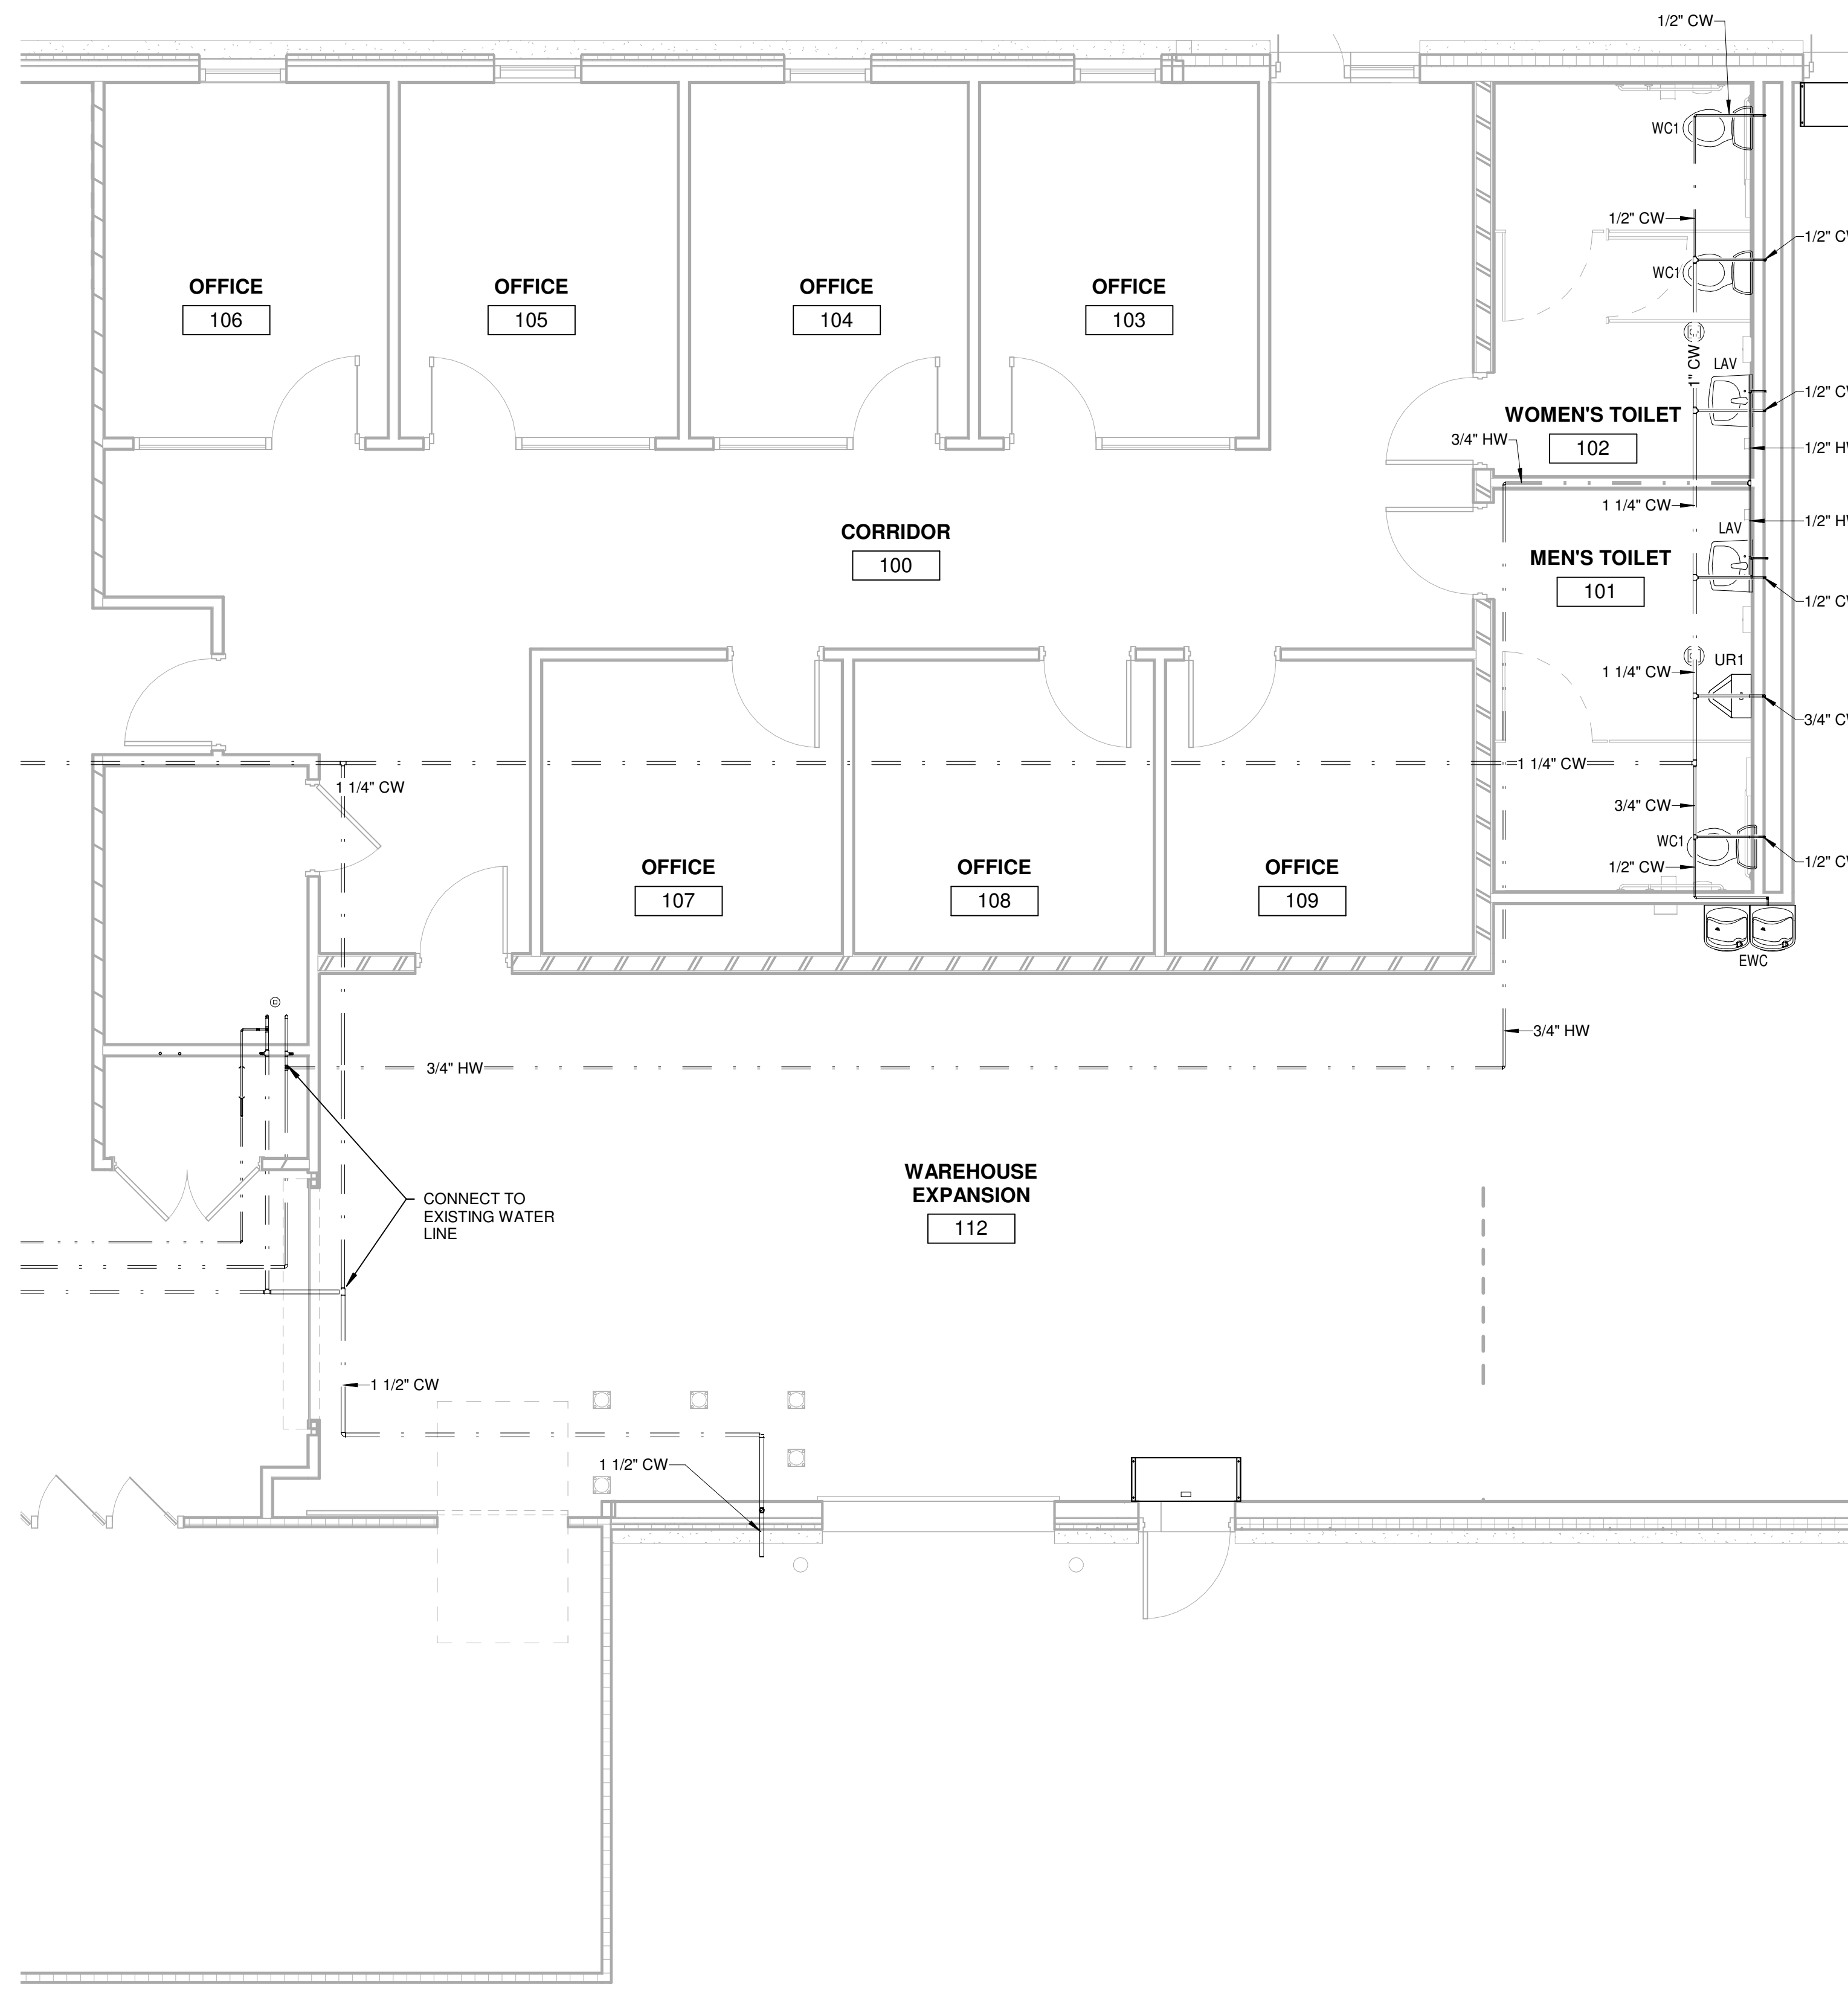 1/2" CW
WC1
1/2" CW
WC1
OFFICE
106
OFFICE
105
OFFICE
104
OFFICE
103
1" CW
LAV
WOMEN'S TOILET
102
3/4" HW
1 1/4" CW
LAV
CORRIDOR
100
MEN'S TOILET
101
UR1
1 1/4" CW
1 1/4" CW
1 1/4" CW
3/4" CW
WC1
1/2" CW
OFFICE
107
OFFICE
108
OFFICE
109
EWC
3/4" HW
3/4" HW
WAREHOUSE
EXPANSION
112
CONNECT TO
EXISTING WATER
LINE
1 1/2" CW
1 1/2" CW
1/2" C
1/2" C
1/2" H
1/2" H
1/2" C
3/4" C
1/2" C